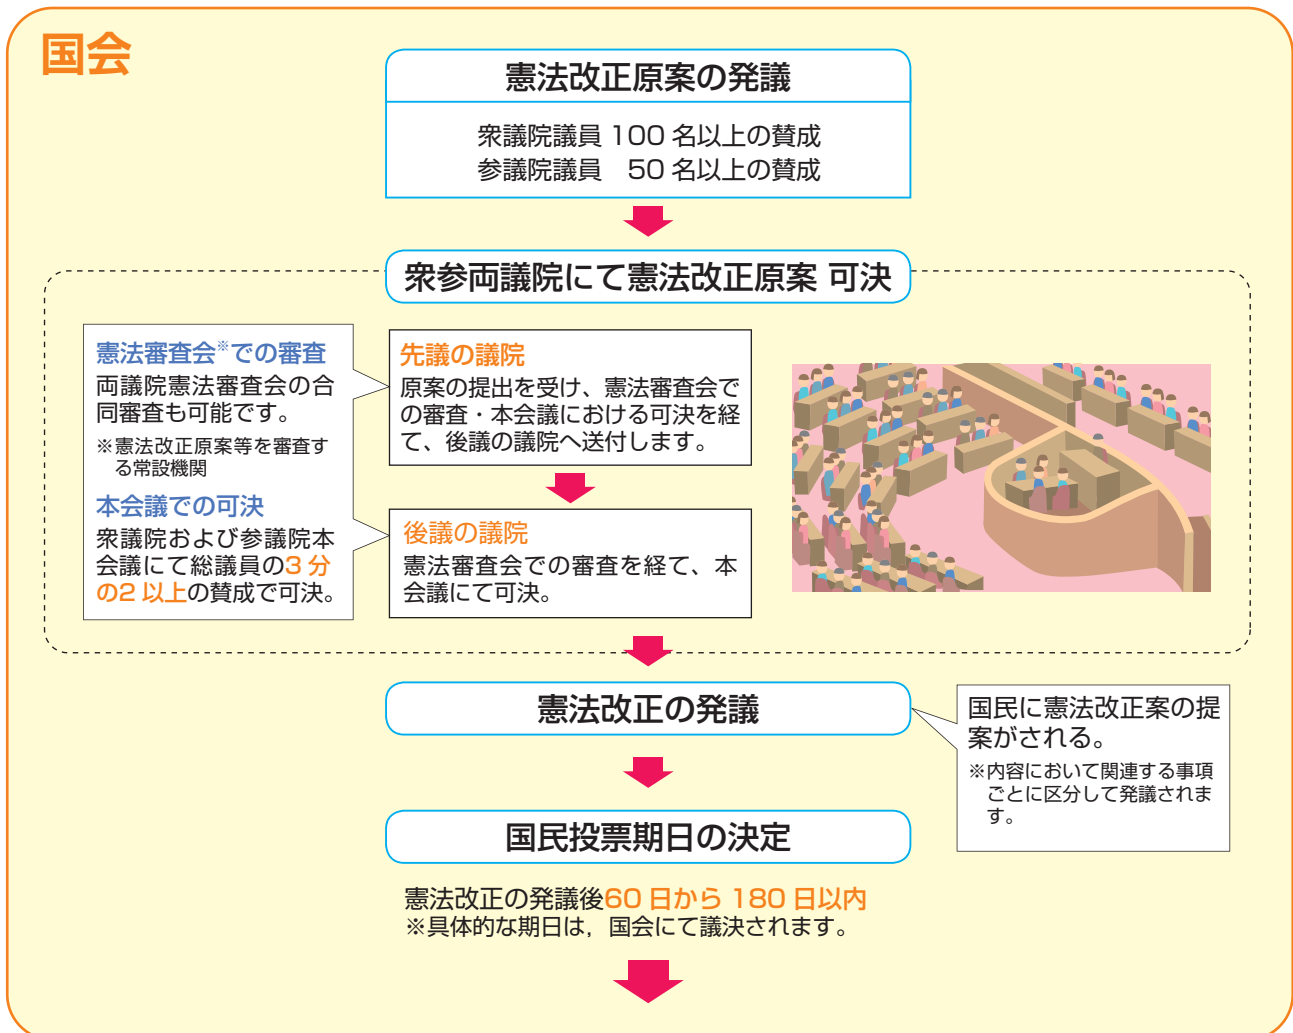 国会
憲法改正原案の発議
衆議院議員 100 名以上の賛成
参議院議員　50 名以上の賛成
衆参両議院にて憲法改正原案 可決
憲法審査会※での審査
両議院憲法審査会の合
同審査も可能です。
※憲法改正原案等を審査す
る常設機関
本会議での可決
衆議院および参議院本
会議にて総議員の3 分
の2 以上の賛成で可決。
先議の議院
原案の提出を受け、憲法審査会で
の審査・本会議における可決を経
て、後議の議院へ送付します。
後議の議院
憲法審査会での審査を経て、本
会議にて可決。
憲法改正の発議
国民に憲法改正案の提
案がされる。
※内容において関連する事項
ごとに区分して発議されま
す。
国民投票期日の決定
憲法改正の発議後60 日から 180 日以内
※具体的な期日は，国会にて議決されます。